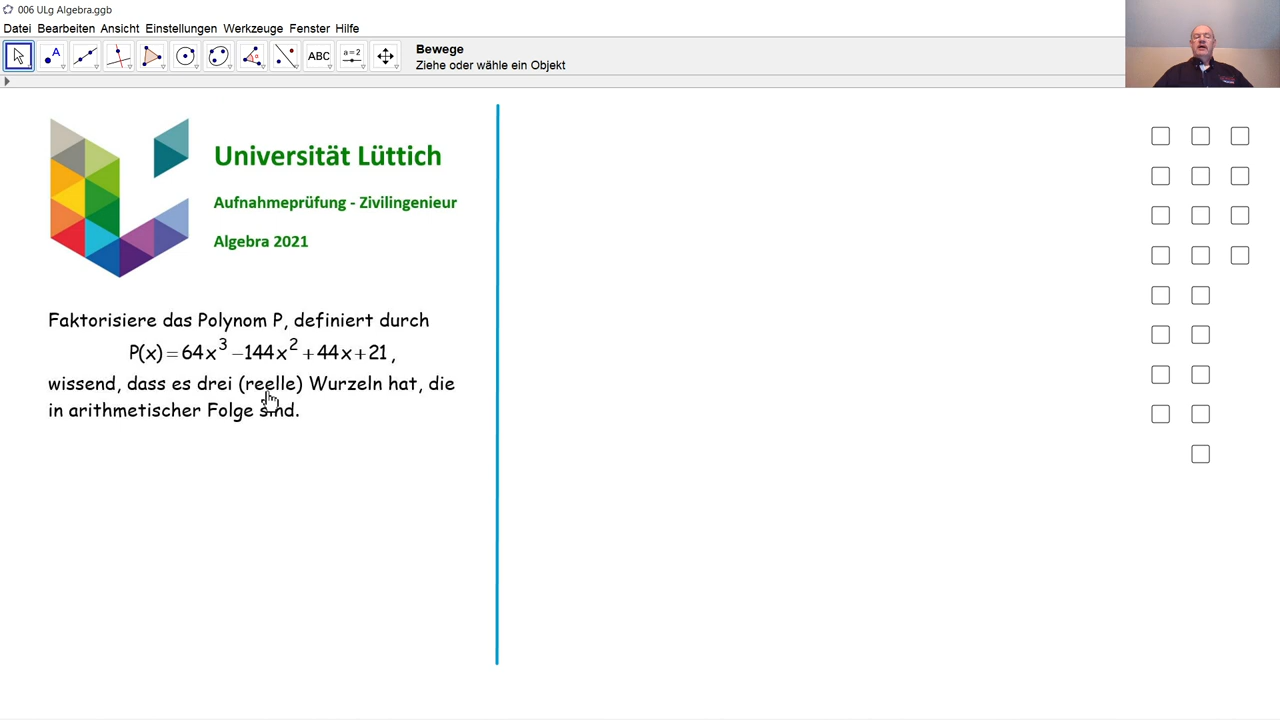 006 ULg Algebra.ggb
Datei Bearbeiten Ansicht Einstellungen Werkzeuge Fenster Hilfe
A
ABC
a=2
Bewege
Ziehe oder wähle ein Objekt
Universität Lüttich
Aufnahmeprüfung - Zivilingenieur
Algebra 2021
Faktorisiere das Polynom P, definiert durch
P(x) = 64x³ −144x² + 44x + 21 ,
wissend, dass es drei (reelle) Wurzeln hat, die
in arithmetischer Folge sind.